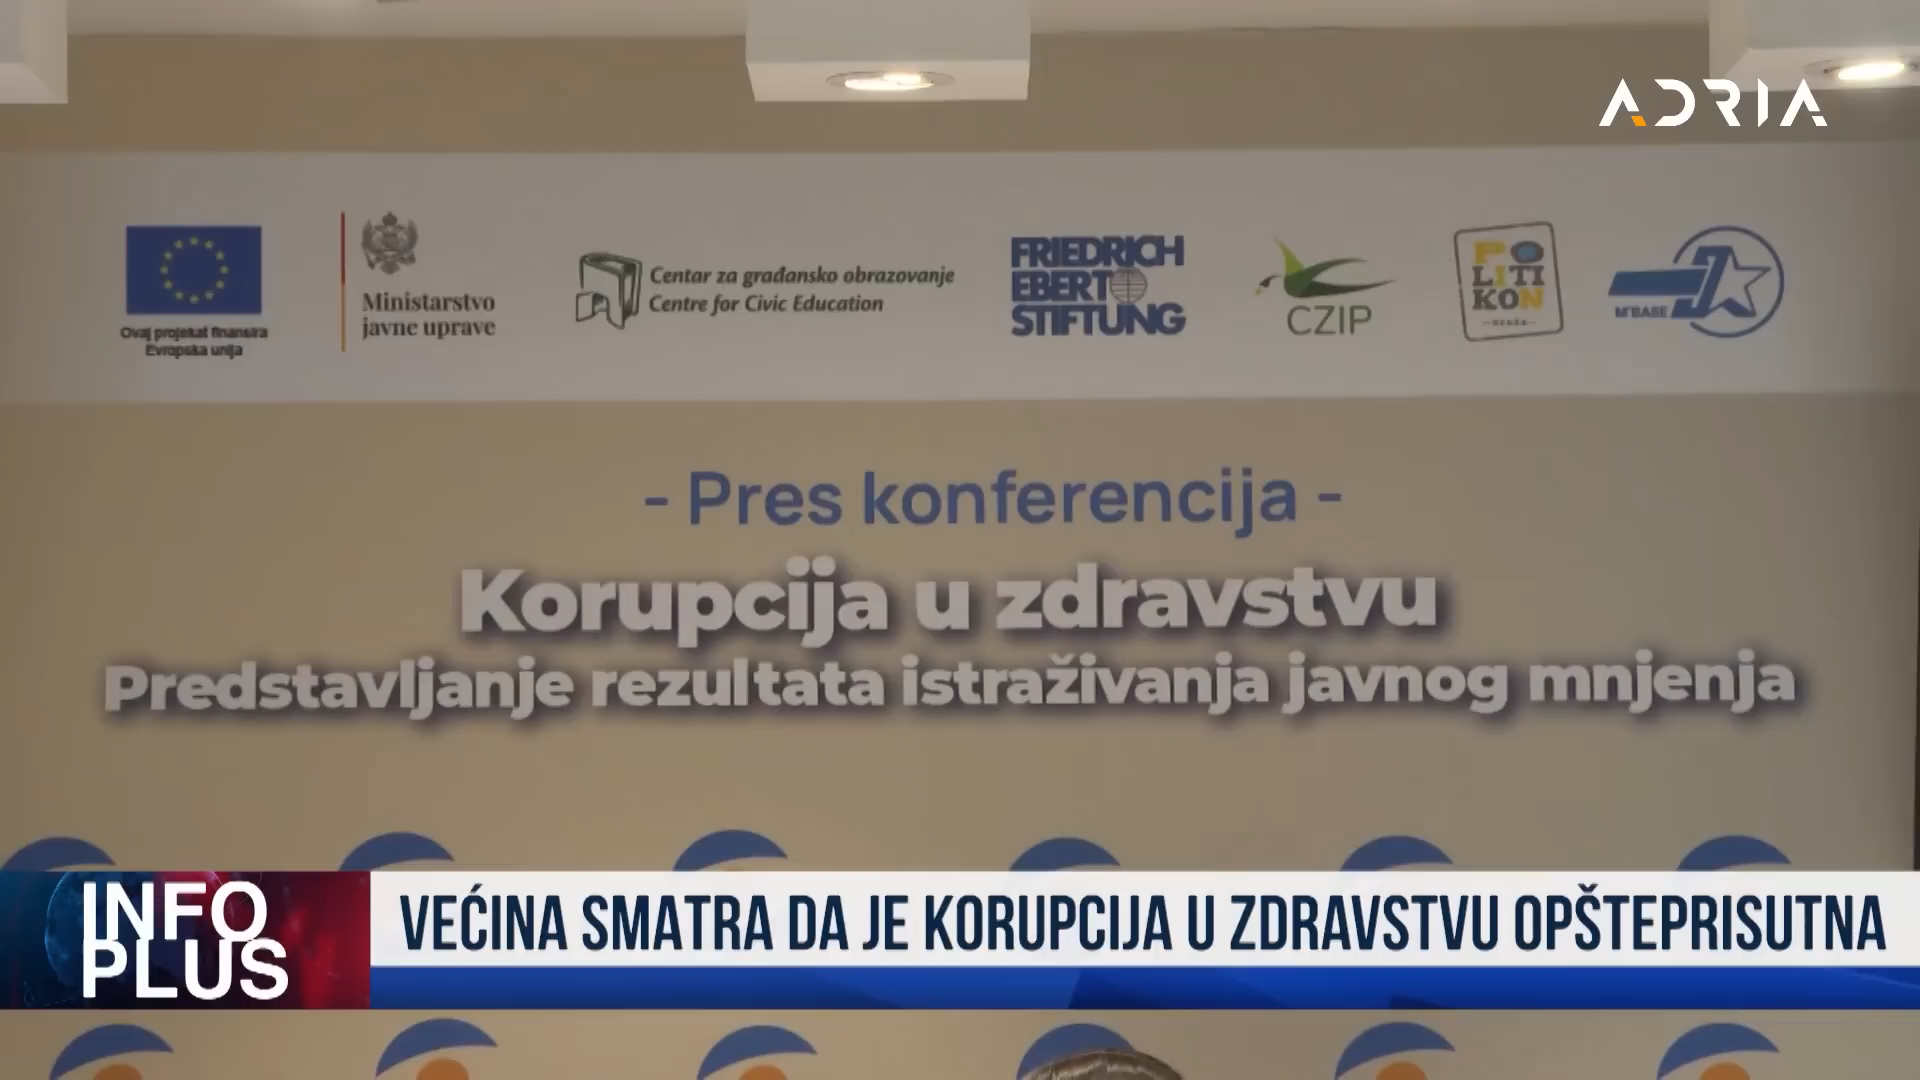 ADRIA
Ovaj projekat finansira
Evropska unija
Ministarstvo
javne uprave
Centar za građansko obrazovanje
Centre for Civic Education
FRIEDRICH
EBERT
STIFTUNG
CZIP
PO
LITI
KON
M'BASE
- Pres konferencija -
Korupcija u zdravstvu
Predstavljanje rezultata istraživanja javnog mnjenja
INFO
PLUS
VEĆINA SMATRA DA JE KORUPCIJA U ZDRAVSTVU OPŠTEPRISUTNA